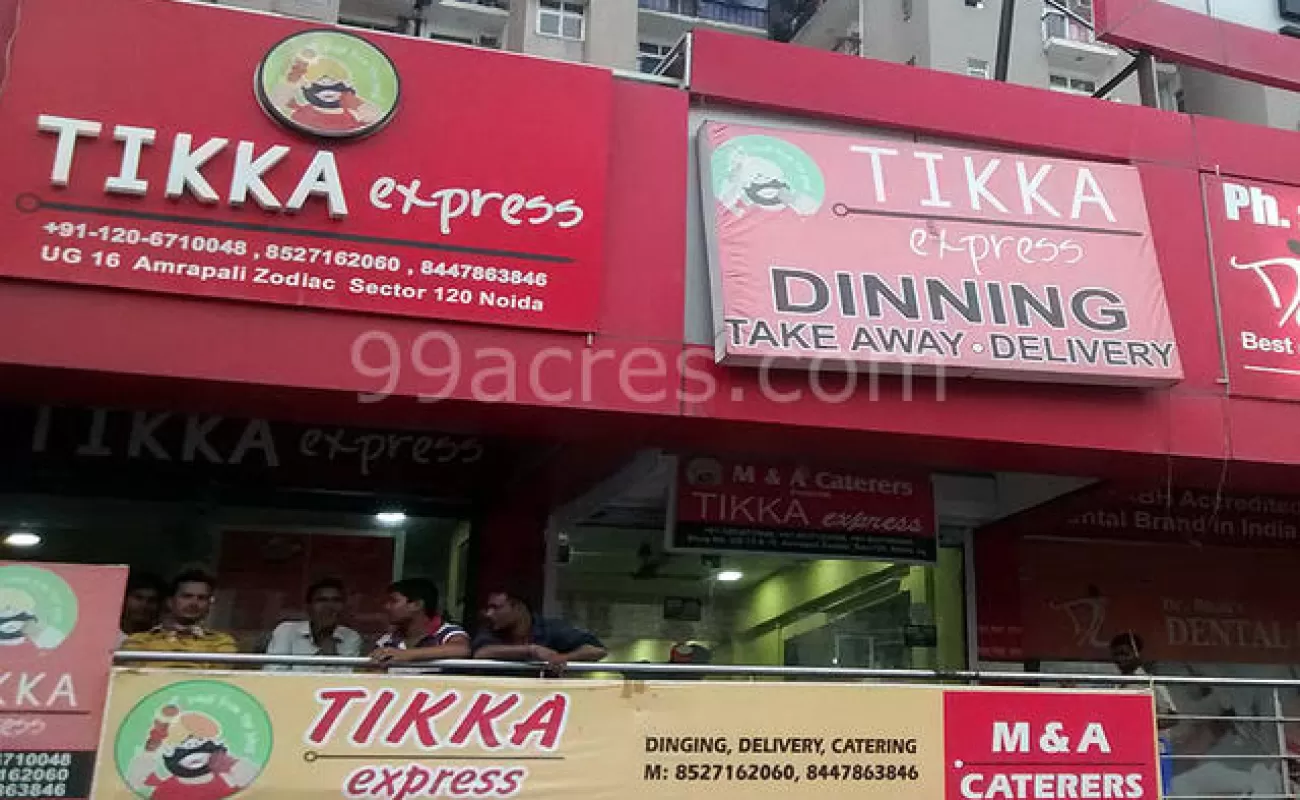 TIKKA express
+91-120-6710048 , 8527162060 , 8447863846
UG 16 Amrapali Zodiac Sector 120 Noida
TIKKA
express
DINNING
TAKE AWAY • DELIVERY
Ph.
Best
99acres.com
TIKKA express
M & A Caterers
TIKKA express
Accredited
Brand in India
DENTAL
KKA
express
6710048
162060
863846
TIKKA
express
DINGING, DELIVERY, CATERING
M: 8527162060, 8447863846
M & A
CATERERS